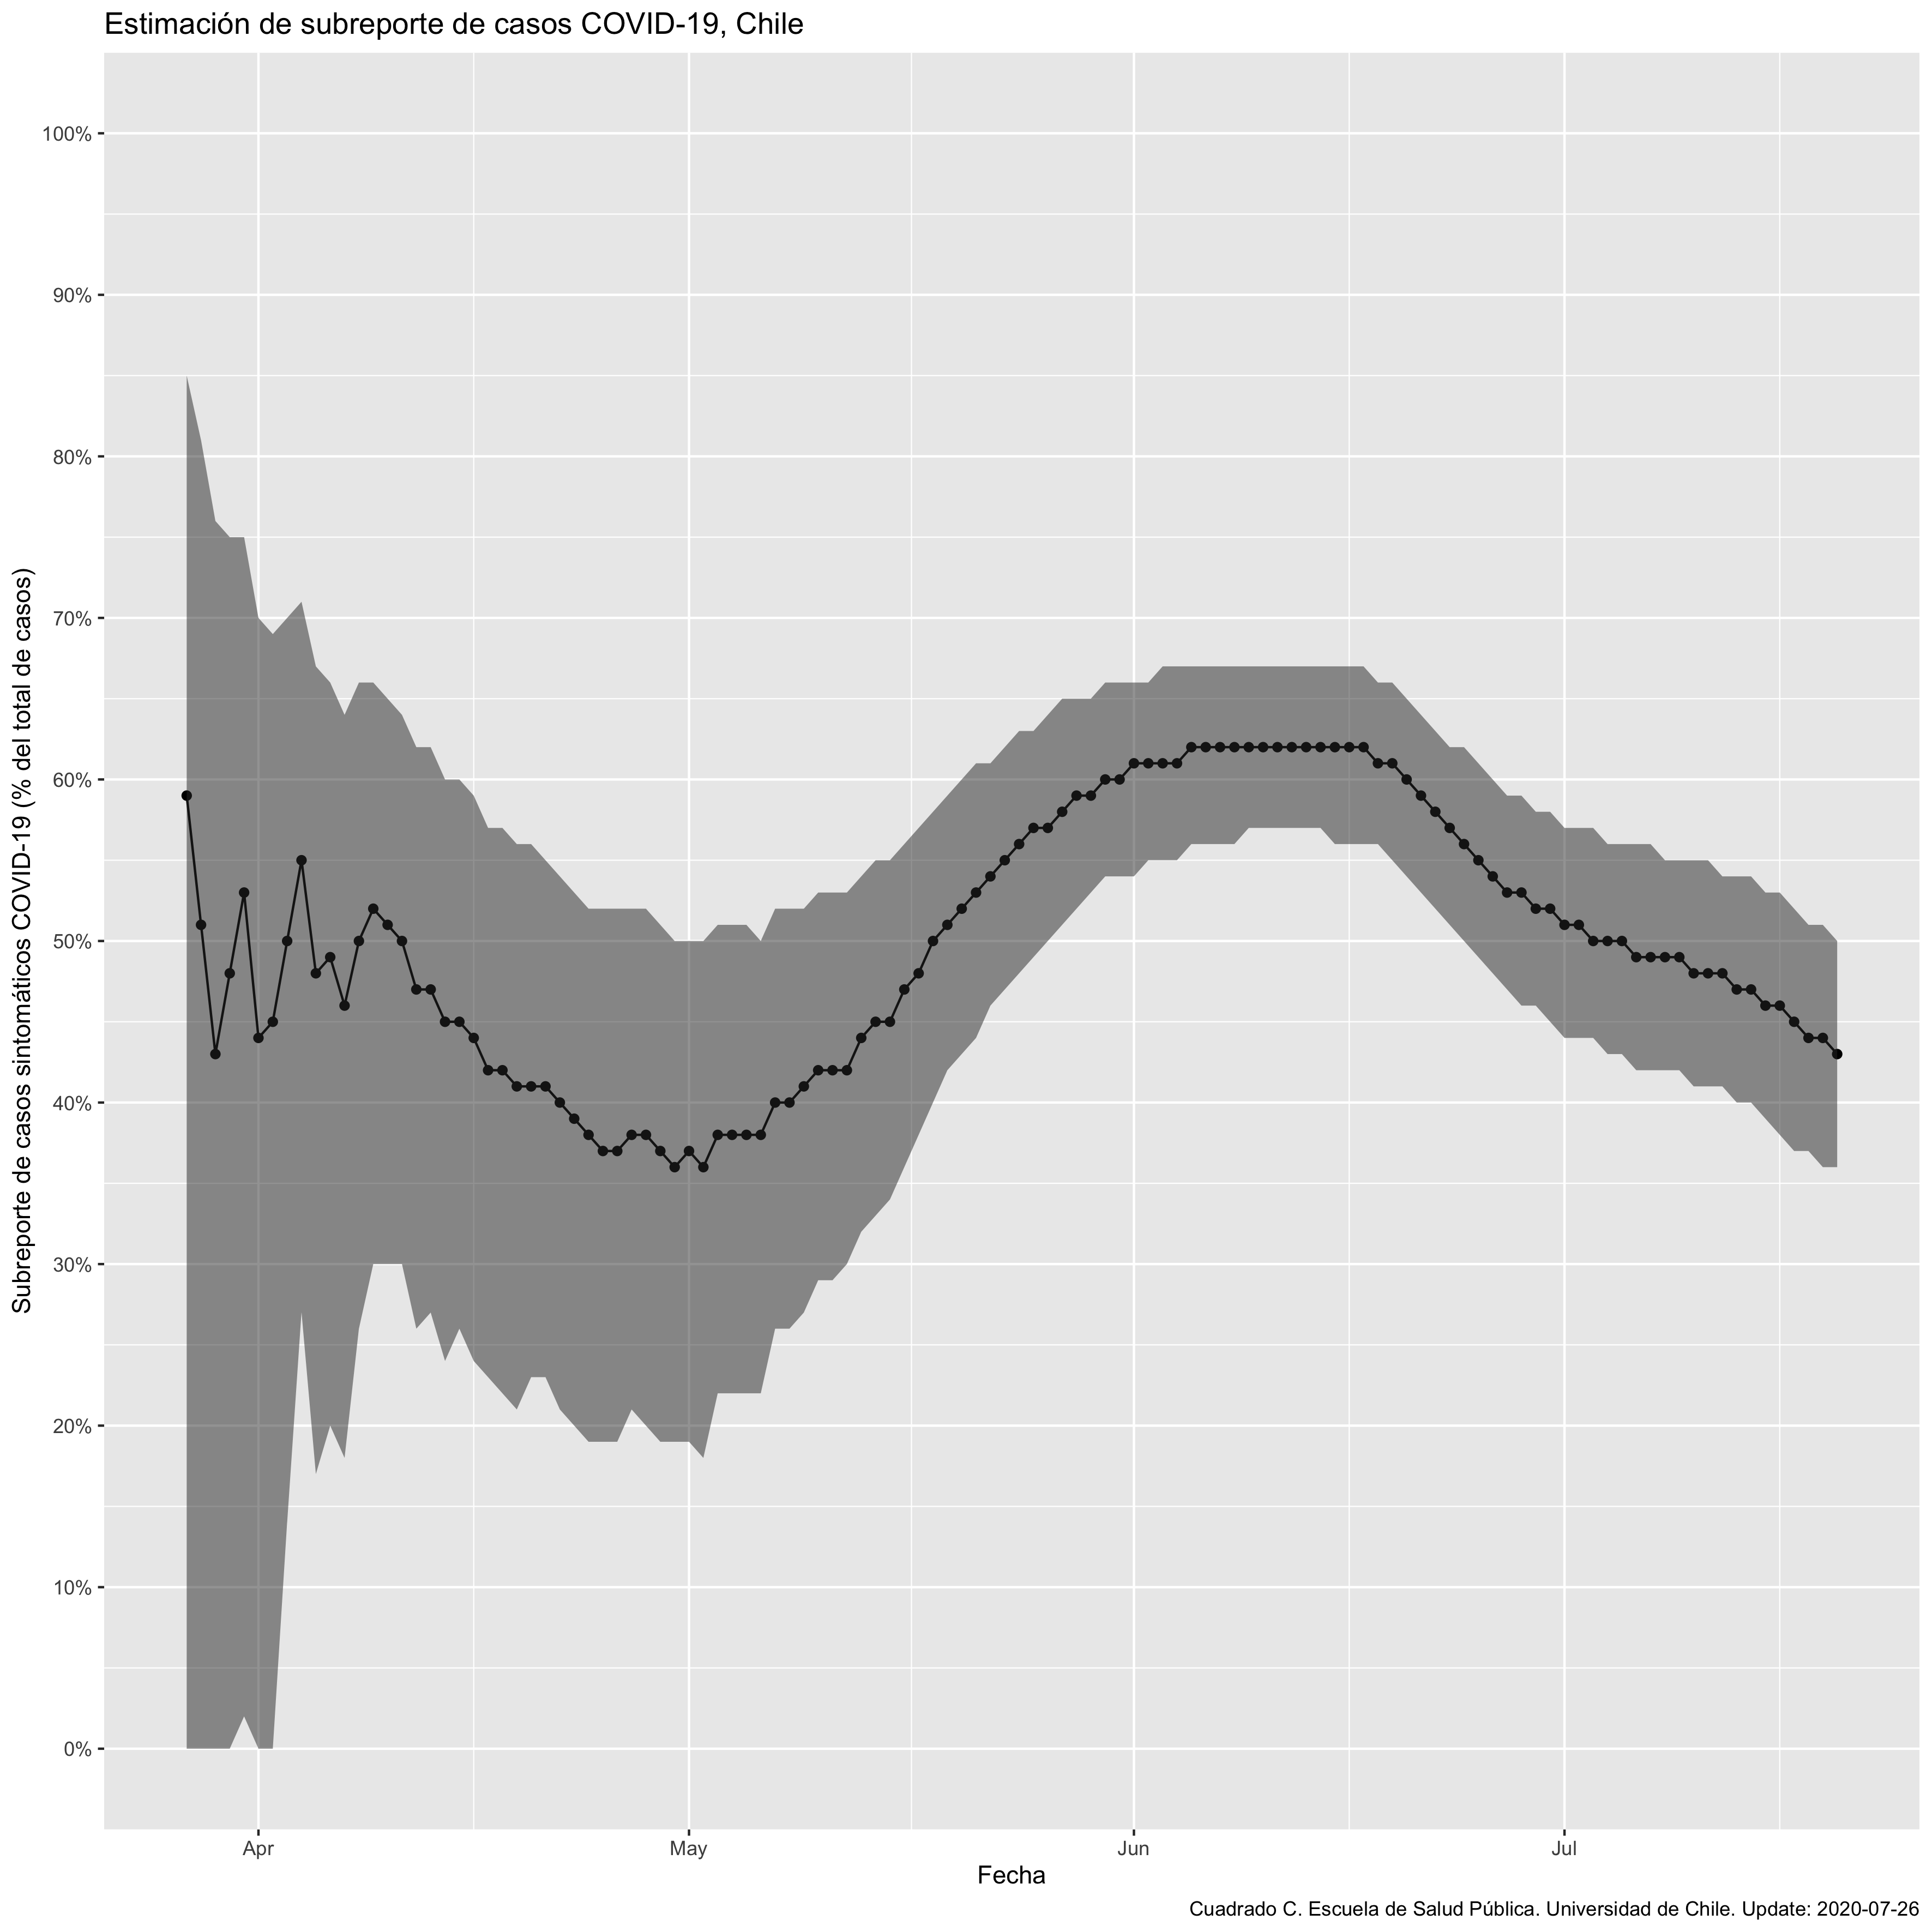 Estimación de subreporte de casos COVID-19, Chile
Subreporte de casos sintomáticos COVID-19 (% del total de casos)
100%
90%
80%
70%
60%
50%
40%
30%
20%
10%
0%
Apr
May
Jun
Jul
Fecha
Cuadrado C. Escuela de Salud Pública. Universidad de Chile. Update: 2020-07-26